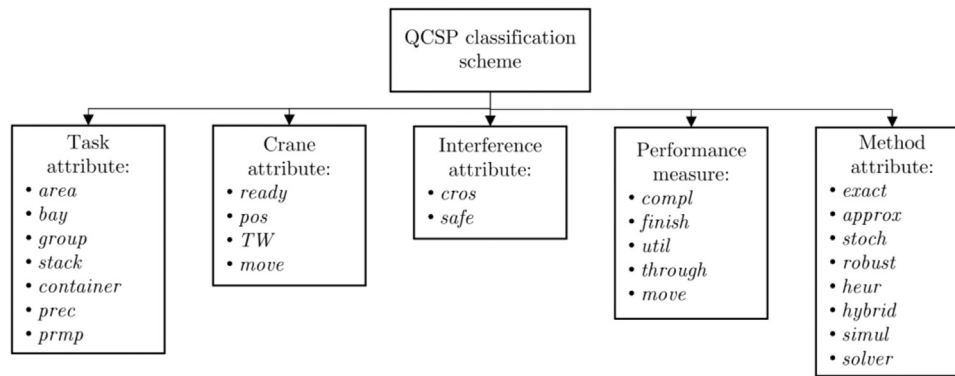 QCSP classification
scheme
Task
attribute:
• area
• bay
• group
• stack
• container
• prec
• prmp
Crane
attribute:
• ready
• pos
• TW
• move
Interference
attribute:
• cros
• safe
Performance
measure:
• compl
• finish
• util
• through
• move
Method
attribute:
• exact
• approx
• stoch
• robust
• heur
• hybrid
• simul
• solver